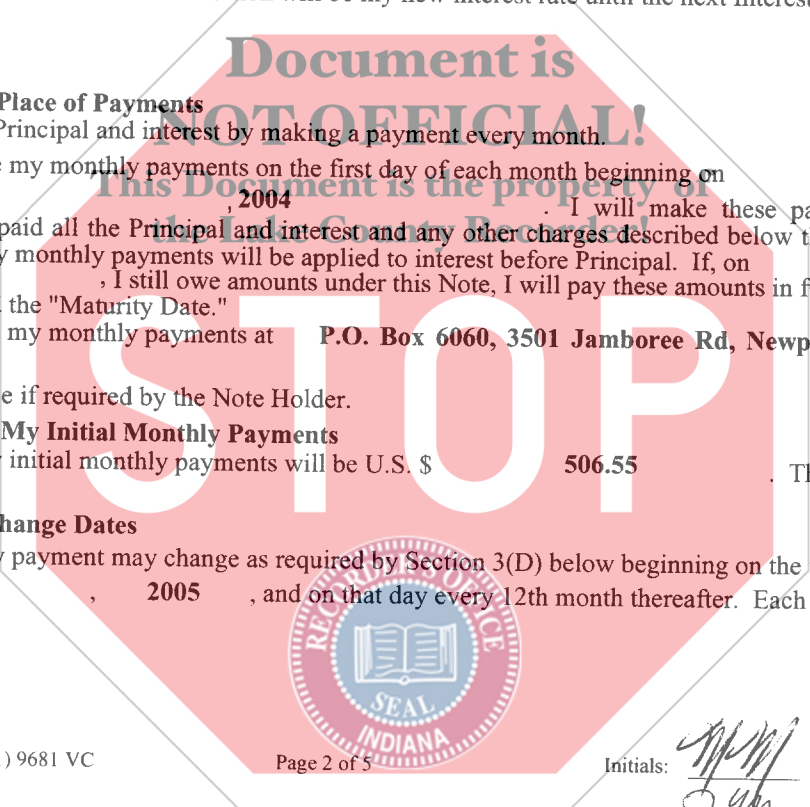 Document is
Place of Payments
NOT OFFICIAL!
Principal and interest by making a payment every month.
my monthly payments on the first day of each month beginning on
This Document is the property of
, 2004 . I will make these
paid all the Principal and interest and any other charges described below
the Lake County Recorder!
monthly payments will be applied to interest before Principal. If, on
, I still owe amounts under this Note, I will pay these amounts in
the "Maturity Date."
my monthly payments at P.O. Box 6060, 3501 Jamboree Rd, Newp
STOP
if required by the Note Holder.
My Initial Monthly Payments
initial monthly payments will be U.S. $ 506.55 . Th
hange Dates
payment may change as required by Section 3(D) below beginning on the
, 2005 , and on that day every 12th month thereafter. Each
RECORDER'S OFFICE
SEAL
INDIANA
) 9681 VC Page 2 of 5 Initials: